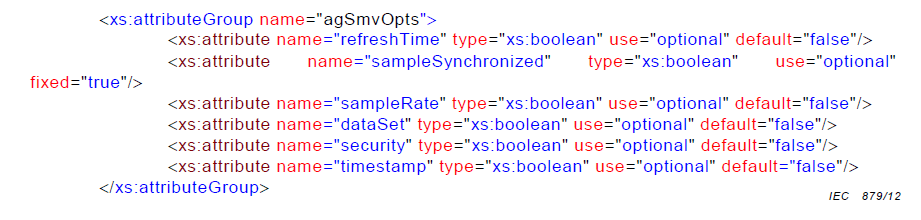 <xs:attributeGroup name="agSmvOpts">
<xs:attribute name="refreshTime" type="xs:boolean" use="optional" default="false"/>
<xs:attribute name="sampleSynchronized" type="xs:boolean" use="optional"
fixed="true"/>
<xs:attribute name="sampleRate" type="xs:boolean" use="optional" default="false"/>
<xs:attribute name="dataSet" type="xs:boolean" use="optional" default="false"/>
<xs:attribute name="security" type="xs:boolean" use="optional" default="false"/>
<xs:attribute name="timestamp" type="xs:boolean" use="optional" default="false"/>
</xs:attributeGroup>
IEC 879/12